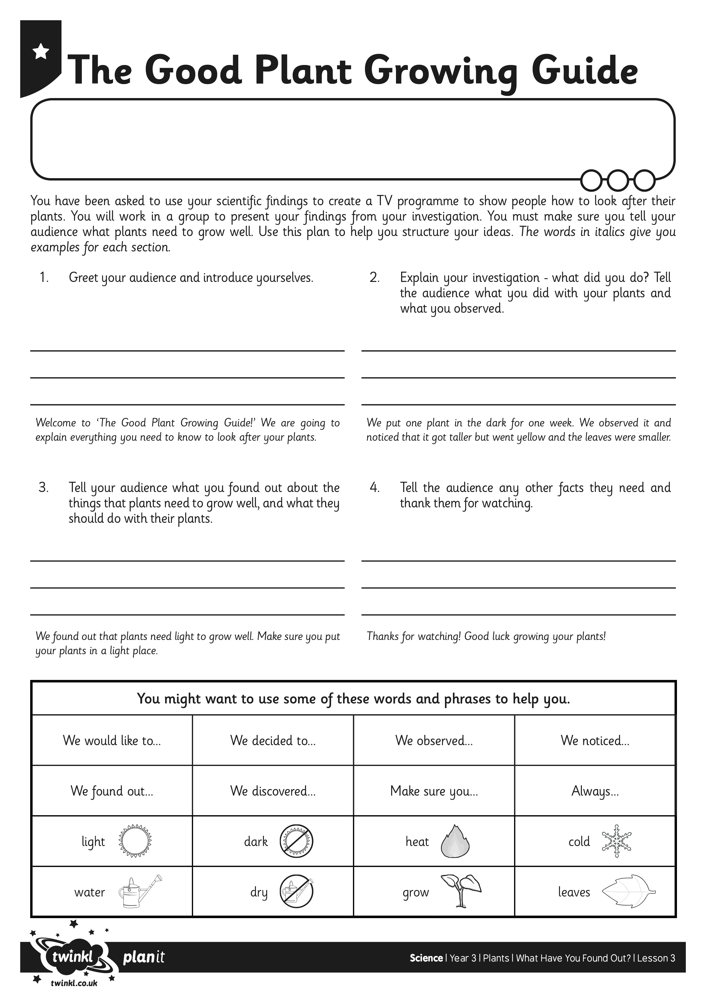 The Good Plant Growing Guide
You have been asked to use your scientific findings to create a TV programme to show people how to look after their
plants. You will work in a group to present your findings from your investigation. You must make sure you tell your
audience what plants need to grow well. Use this plan to help you structure your ideas. The words in italics give you
examples for each section.
1. Greet your audience and introduce yourselves.
Welcome to ‘The Good Plant Growing Guide!’ We are going to
explain everything you need to know to look after your plants.
2. Explain your investigation - what did you do? Tell
the audience what you did with your plants and
what you observed.
We put one plant in the dark for one week. We observed it and
noticed that it got taller but went yellow and the leaves were smaller.
3. Tell your audience what you found out about the
things that plants need to grow well, and what they
should do with their plants.
We found out that plants need light to grow well. Make sure you put
your plants in a light place.
4. Tell the audience any other facts they need and
thank them for watching.
Thanks for watching! Good luck growing your plants!
You might want to use some of these words and phrases to help you.
We would like to... We decided to... We observed... We noticed...
We found out... We discovered... Make sure you... Always...
light dark heat cold
water dry grow leaves
twinkl planit
twinkl.co.uk
Science | Year 3 | Plants | What Have You Found Out? | Lesson 3